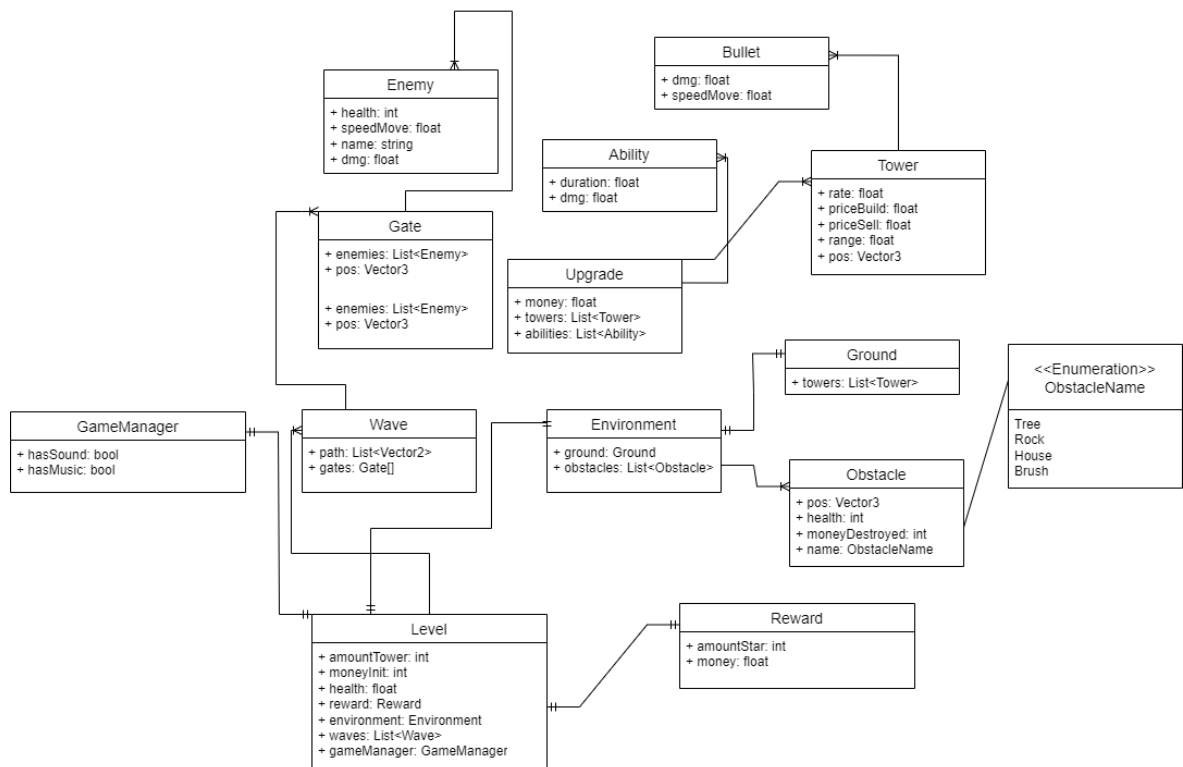 Enemy
+ health: int
+ speedMove: float
+ name: string
+ dmg: float
Bullet
+ dmg: float
+ speedMove: float
Ability
+ duration: float
+ dmg: float
Tower
+ rate: float
+ priceBuild: float
+ priceSell: float
+ range: float
+ pos: Vector3
Gate
+ enemies: List<Enemy>
+ pos: Vector3
+ enemies: List<Enemy>
+ pos: Vector3
Upgrade
+ money: float
+ towers: List<Tower>
+ abilities: List<Ability>
Ground
+ towers: List<Tower>
<<Enumeration>>
ObstacleName
Tree
Rock
House
Brush
GameManager
+ hasSound: bool
+ hasMusic: bool
Wave
+ path: List<Vector2>
+ gates: Gate[]
Environment
+ ground: Ground
+ obstacles: List<Obstacle>
Obstacle
+ pos: Vector3
+ health: int
+ moneyDestroyed: int
+ name: ObstacleName
Level
+ amountTower: int
+ moneyInit: int
+ health: float
+ reward: Reward
+ environment: Environment
+ waves: List<Wave>
+ gameManager: GameManager
Reward
+ amountStar: int
+ money: float